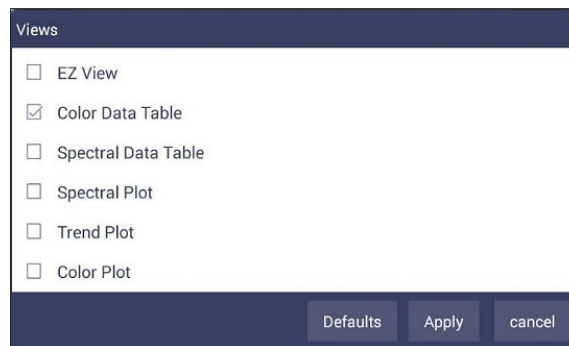 Views
EZ View
Color Data Table
Spectral Data Table
Spectral Plot
Trend Plot
Color Plot
Defaults Apply cancel